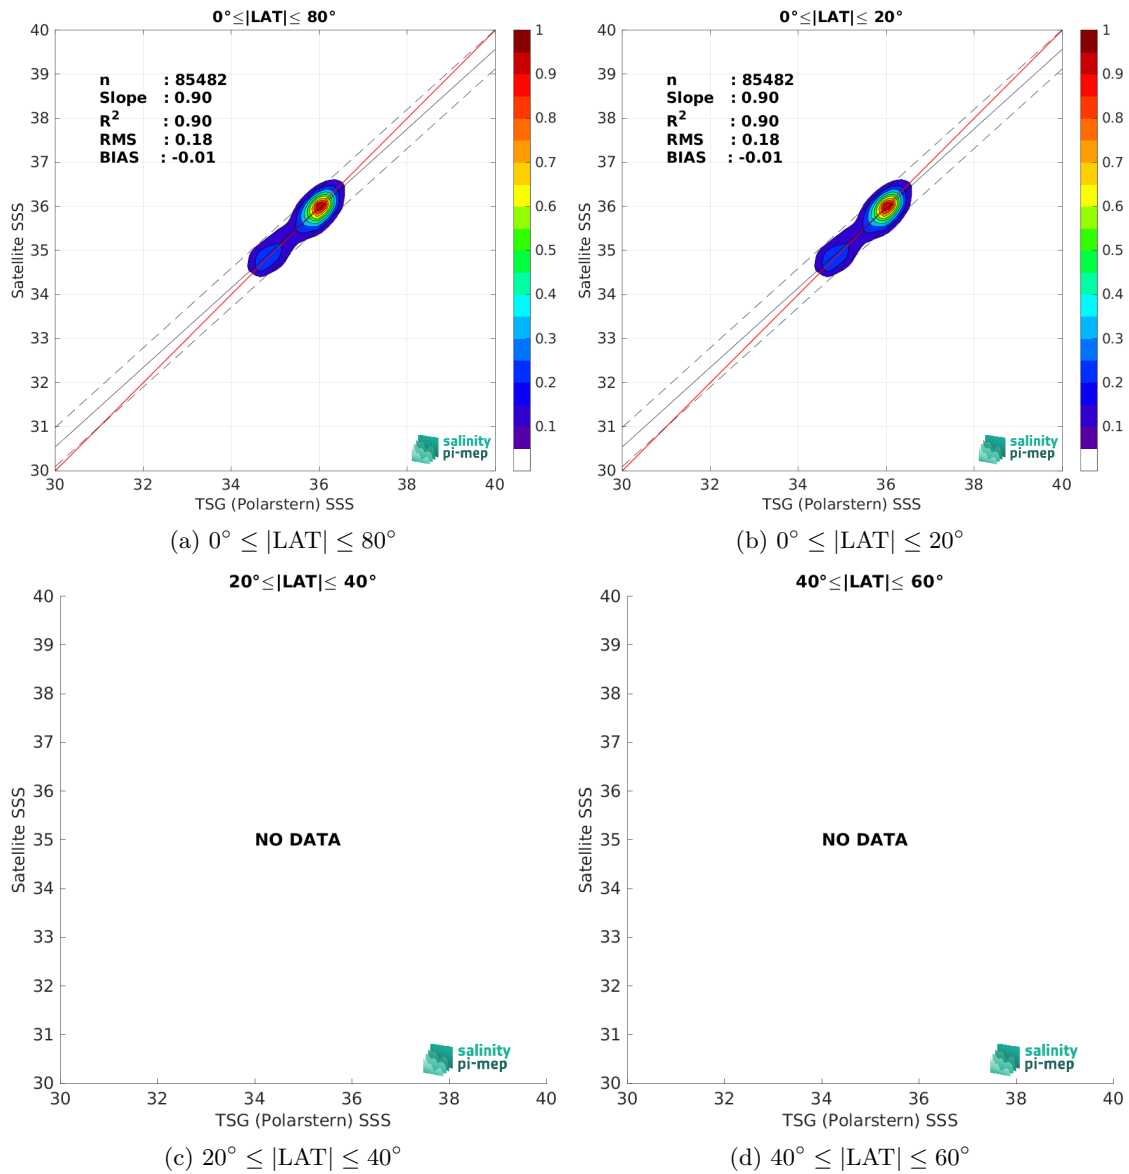 0°≤|LAT|≤ 80°
n : 85482
Slope : 0.90
R² : 0.90
RMS : 0.18
BIAS : -0.01
Satellite SSS
40
39
38
37
36
35
34
33
32
31
30
30 32 34 36 38 40
TSG (Polarstern) SSS
1
0.9
0.8
0.7
0.6
0.5
0.4
0.3
0.2
0.1
salinity
pi-mep
(a) 0° ≤ |LAT| ≤ 80°
0°≤|LAT|≤ 20°
n : 85482
Slope : 0.90
R² : 0.90
RMS : 0.18
BIAS : -0.01
Satellite SSS
40
39
38
37
36
35
34
33
32
31
30
30 32 34 36 38 40
TSG (Polarstern) SSS
1
0.9
0.8
0.7
0.6
0.5
0.4
0.3
0.2
0.1
salinity
pi-mep
(b) 0° ≤ |LAT| ≤ 20°
20°≤|LAT|≤ 40°
Satellite SSS
40
39
38
37
36
35
34
33
32
31
30
NO DATA
salinity
pi-mep
30 32 34 36 38 40
TSG (Polarstern) SSS
(c) 20° ≤ |LAT| ≤ 40°
40°≤|LAT|≤ 60°
Satellite SSS
40
39
38
37
36
35
34
33
32
31
30
NO DATA
salinity
pi-mep
30 32 34 36 38 40
TSG (Polarstern) SSS
(d) 40° ≤ |LAT| ≤ 60°